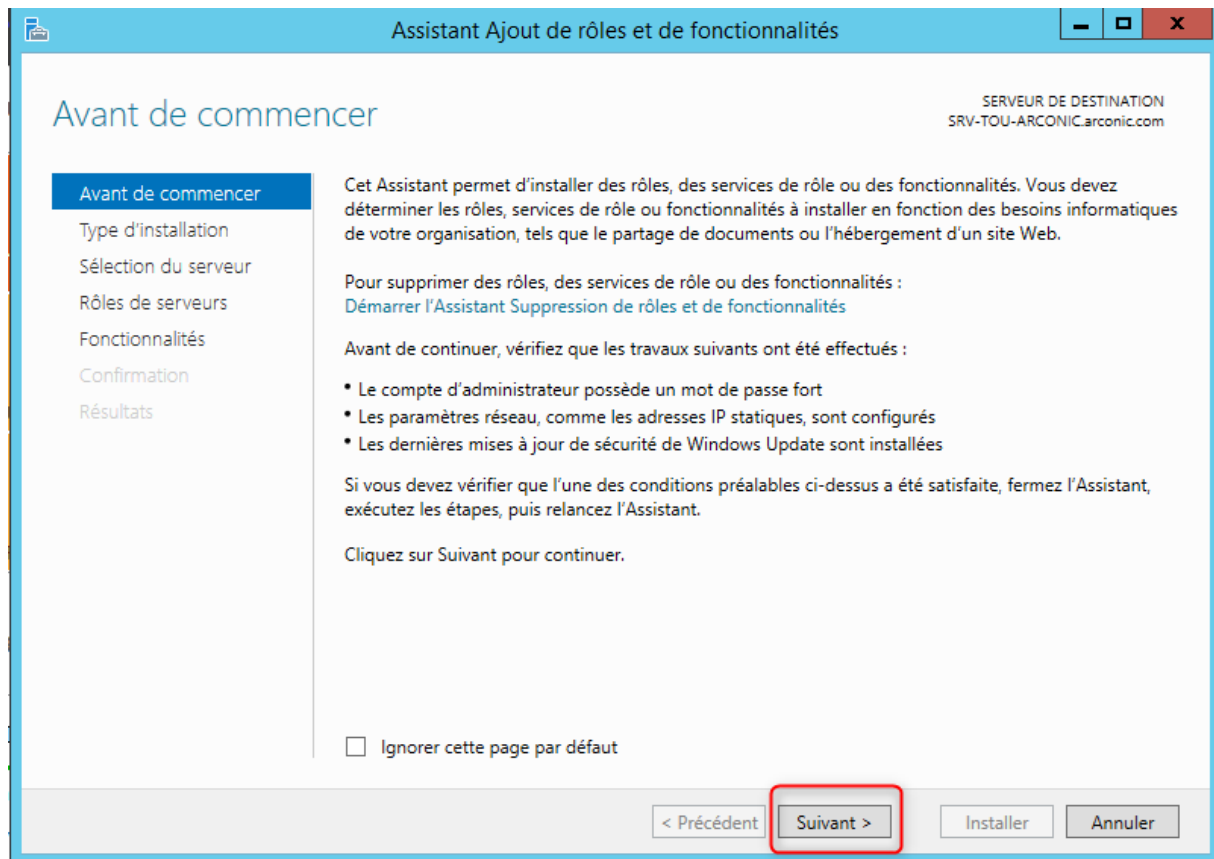 Assistant Ajout de rôles et de fonctionnalités
X
Avant de commencer
SERVEUR DE DESTINATION
SRV-TOU-ARCONIC.arconic.com
Avant de commencer
Type d'installation
Sélection du serveur
Rôles de serveurs
Fonctionnalités
Confirmation
Résultats
Cet Assistant permet d'installer des rôles, des services de rôle ou des fonctionnalités. Vous devez
déterminer les rôles, services de rôle ou fonctionnalités à installer en fonction des besoins informatiques
de votre organisation, tels que le partage de documents ou l'hébergement d'un site Web.
Pour supprimer des rôles, des services de rôle ou des fonctionnalités :
Démarrer l'Assistant Suppression de rôles et de fonctionnalités
Avant de continuer, vérifiez que les travaux suivants ont été effectués :
• Le compte d'administrateur possède un mot de passe fort
• Les paramètres réseau, comme les adresses IP statiques, sont configurés
• Les dernières mises à jour de sécurité de Windows Update sont installées
Si vous devez vérifier que l'une des conditions préalables ci-dessus a été satisfaite, fermez l'Assistant,
exécutez les étapes, puis relancez l'Assistant.
Cliquez sur Suivant pour continuer.
Ignorer cette page par défaut
< Précédent
Suivant >
Installer
Annuler